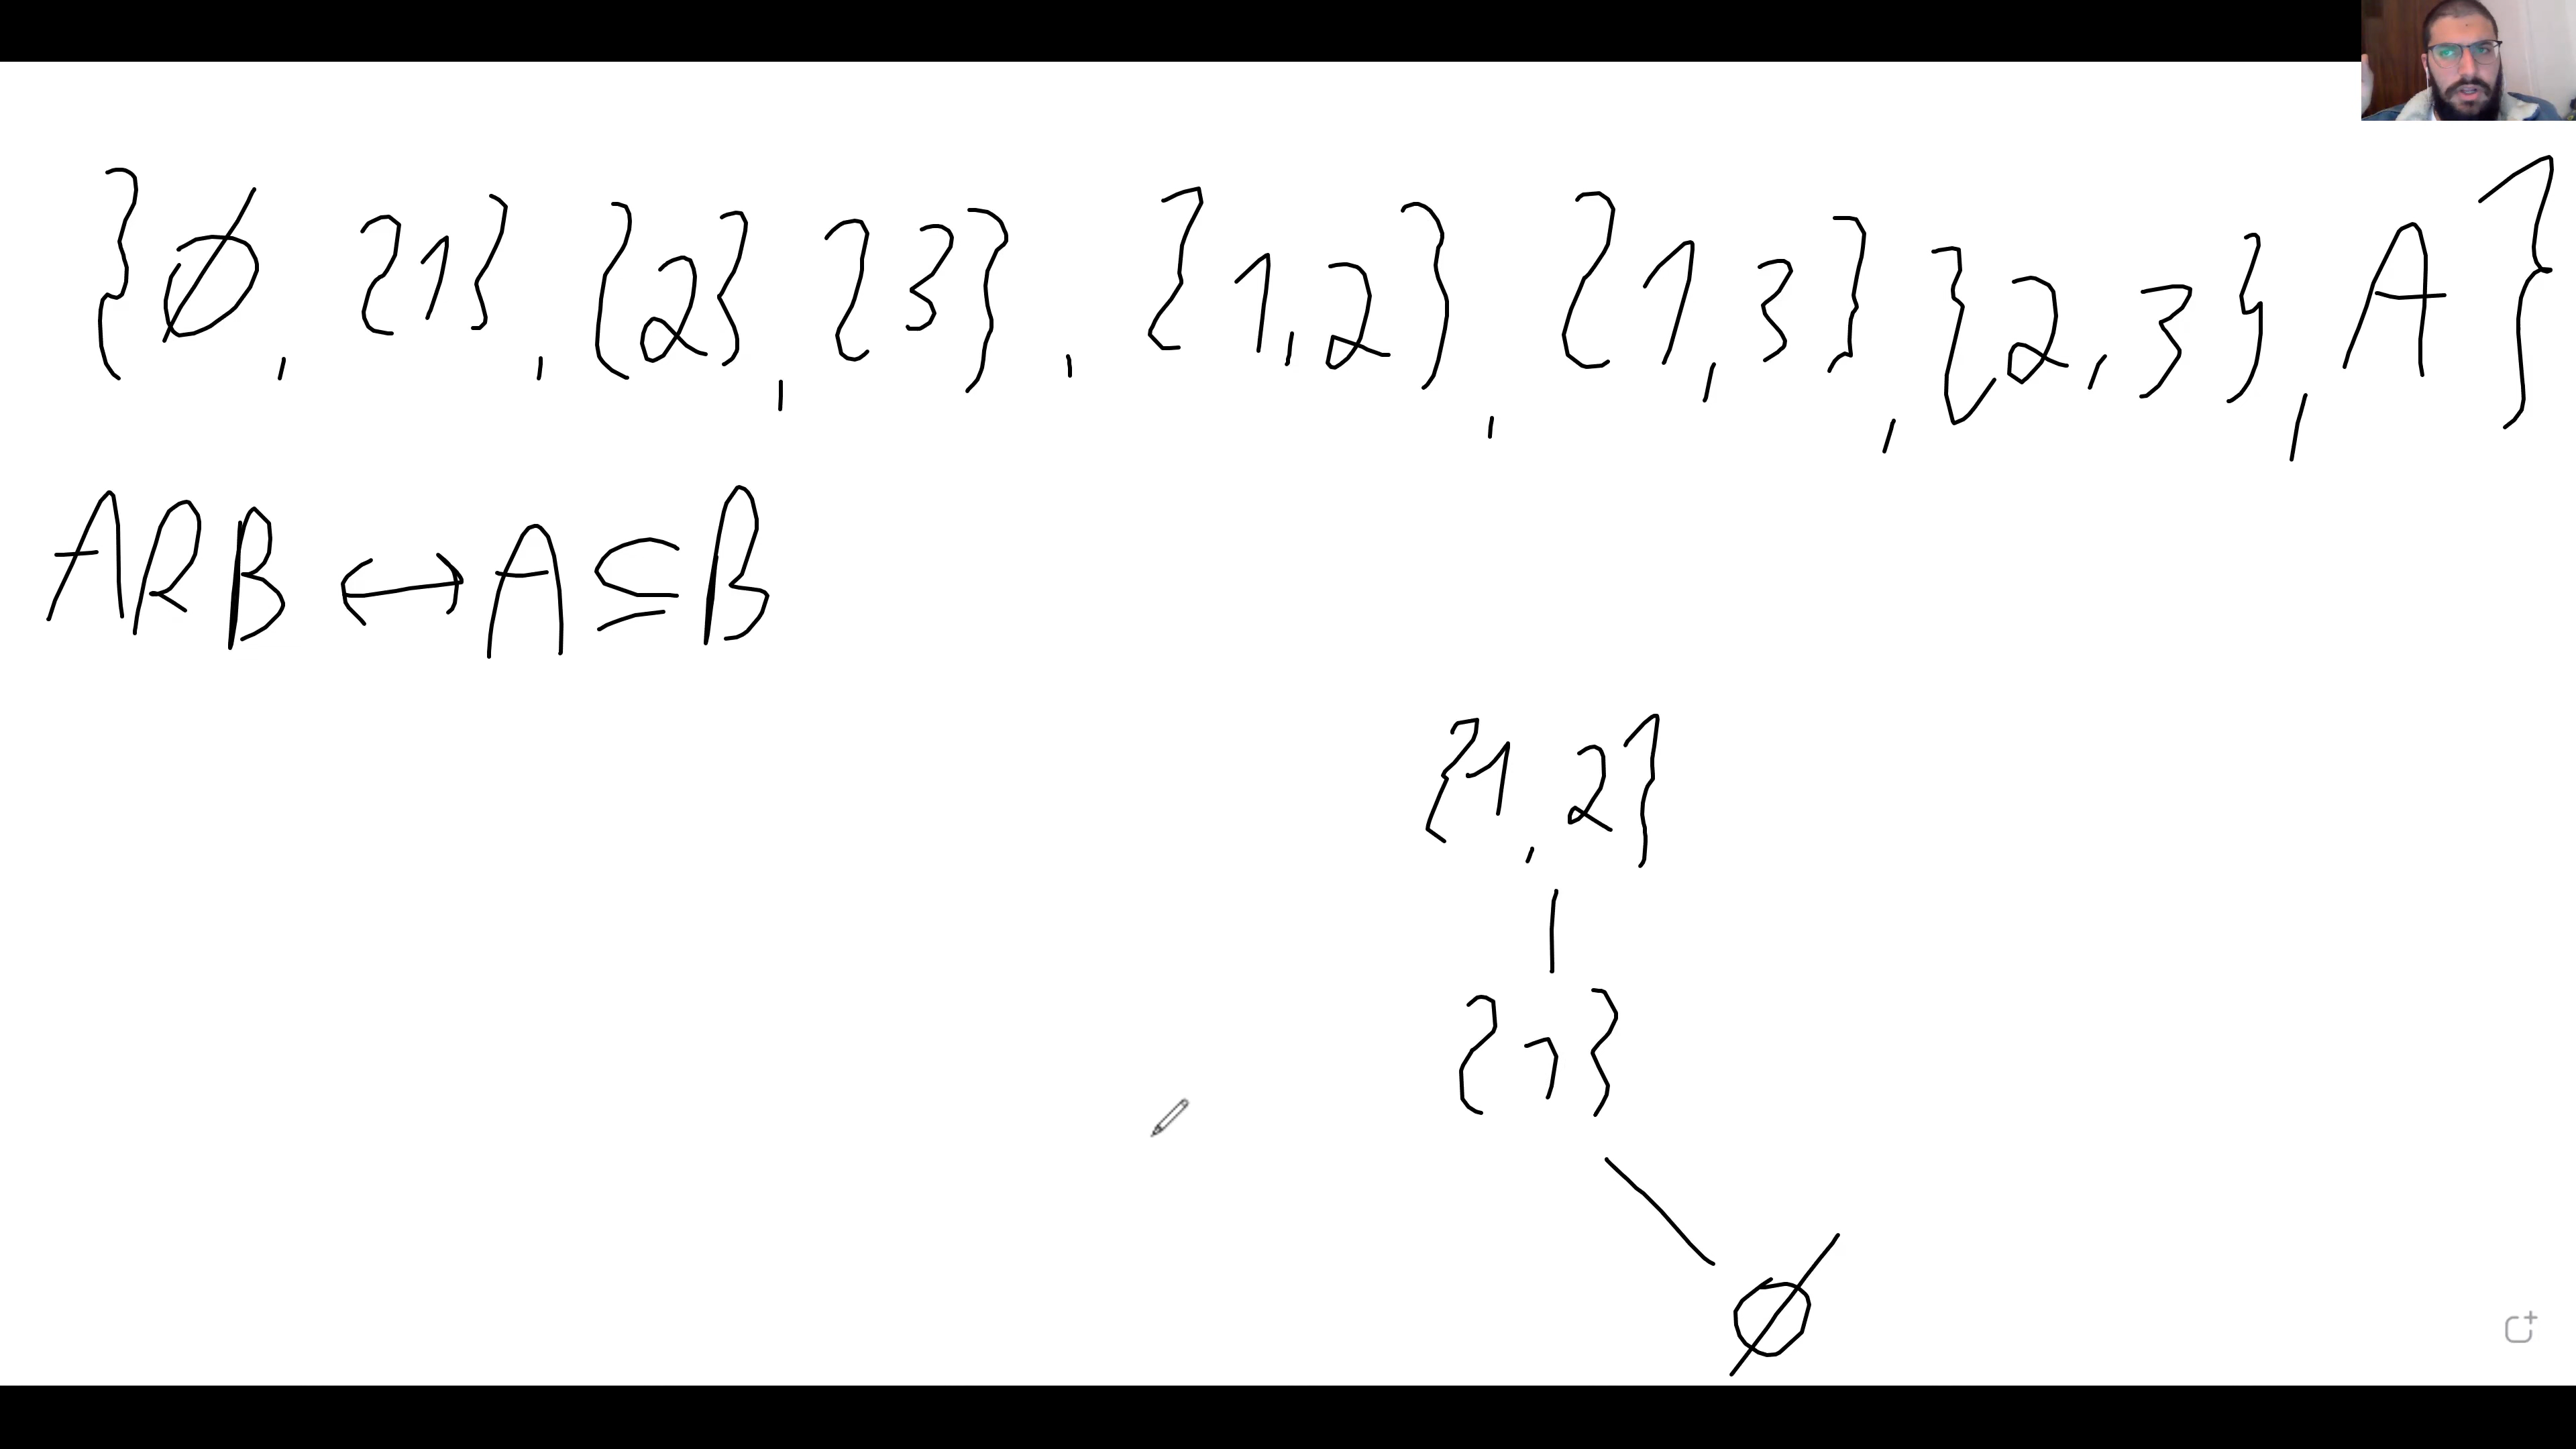 {∅, {1}, {2}, {3}, {1,2}, {1,3}, {2,3}, A}
ARB ↔ A ⊆ B
{1,2}
{1}
∅